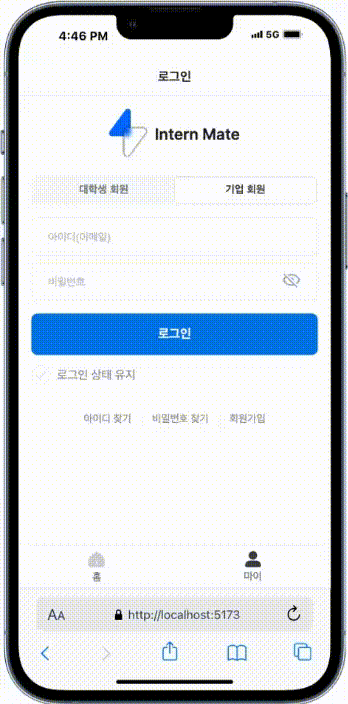 4:46 PM 5G
로그인
Intern Mate
대학생 회원 기업 회원
아이디(이메일)
비밀번호
로그인
로그인 상태 유지
아이디 찾기 비밀번호 찾기 회원가입
홈 마이
AA http://localhost:5173